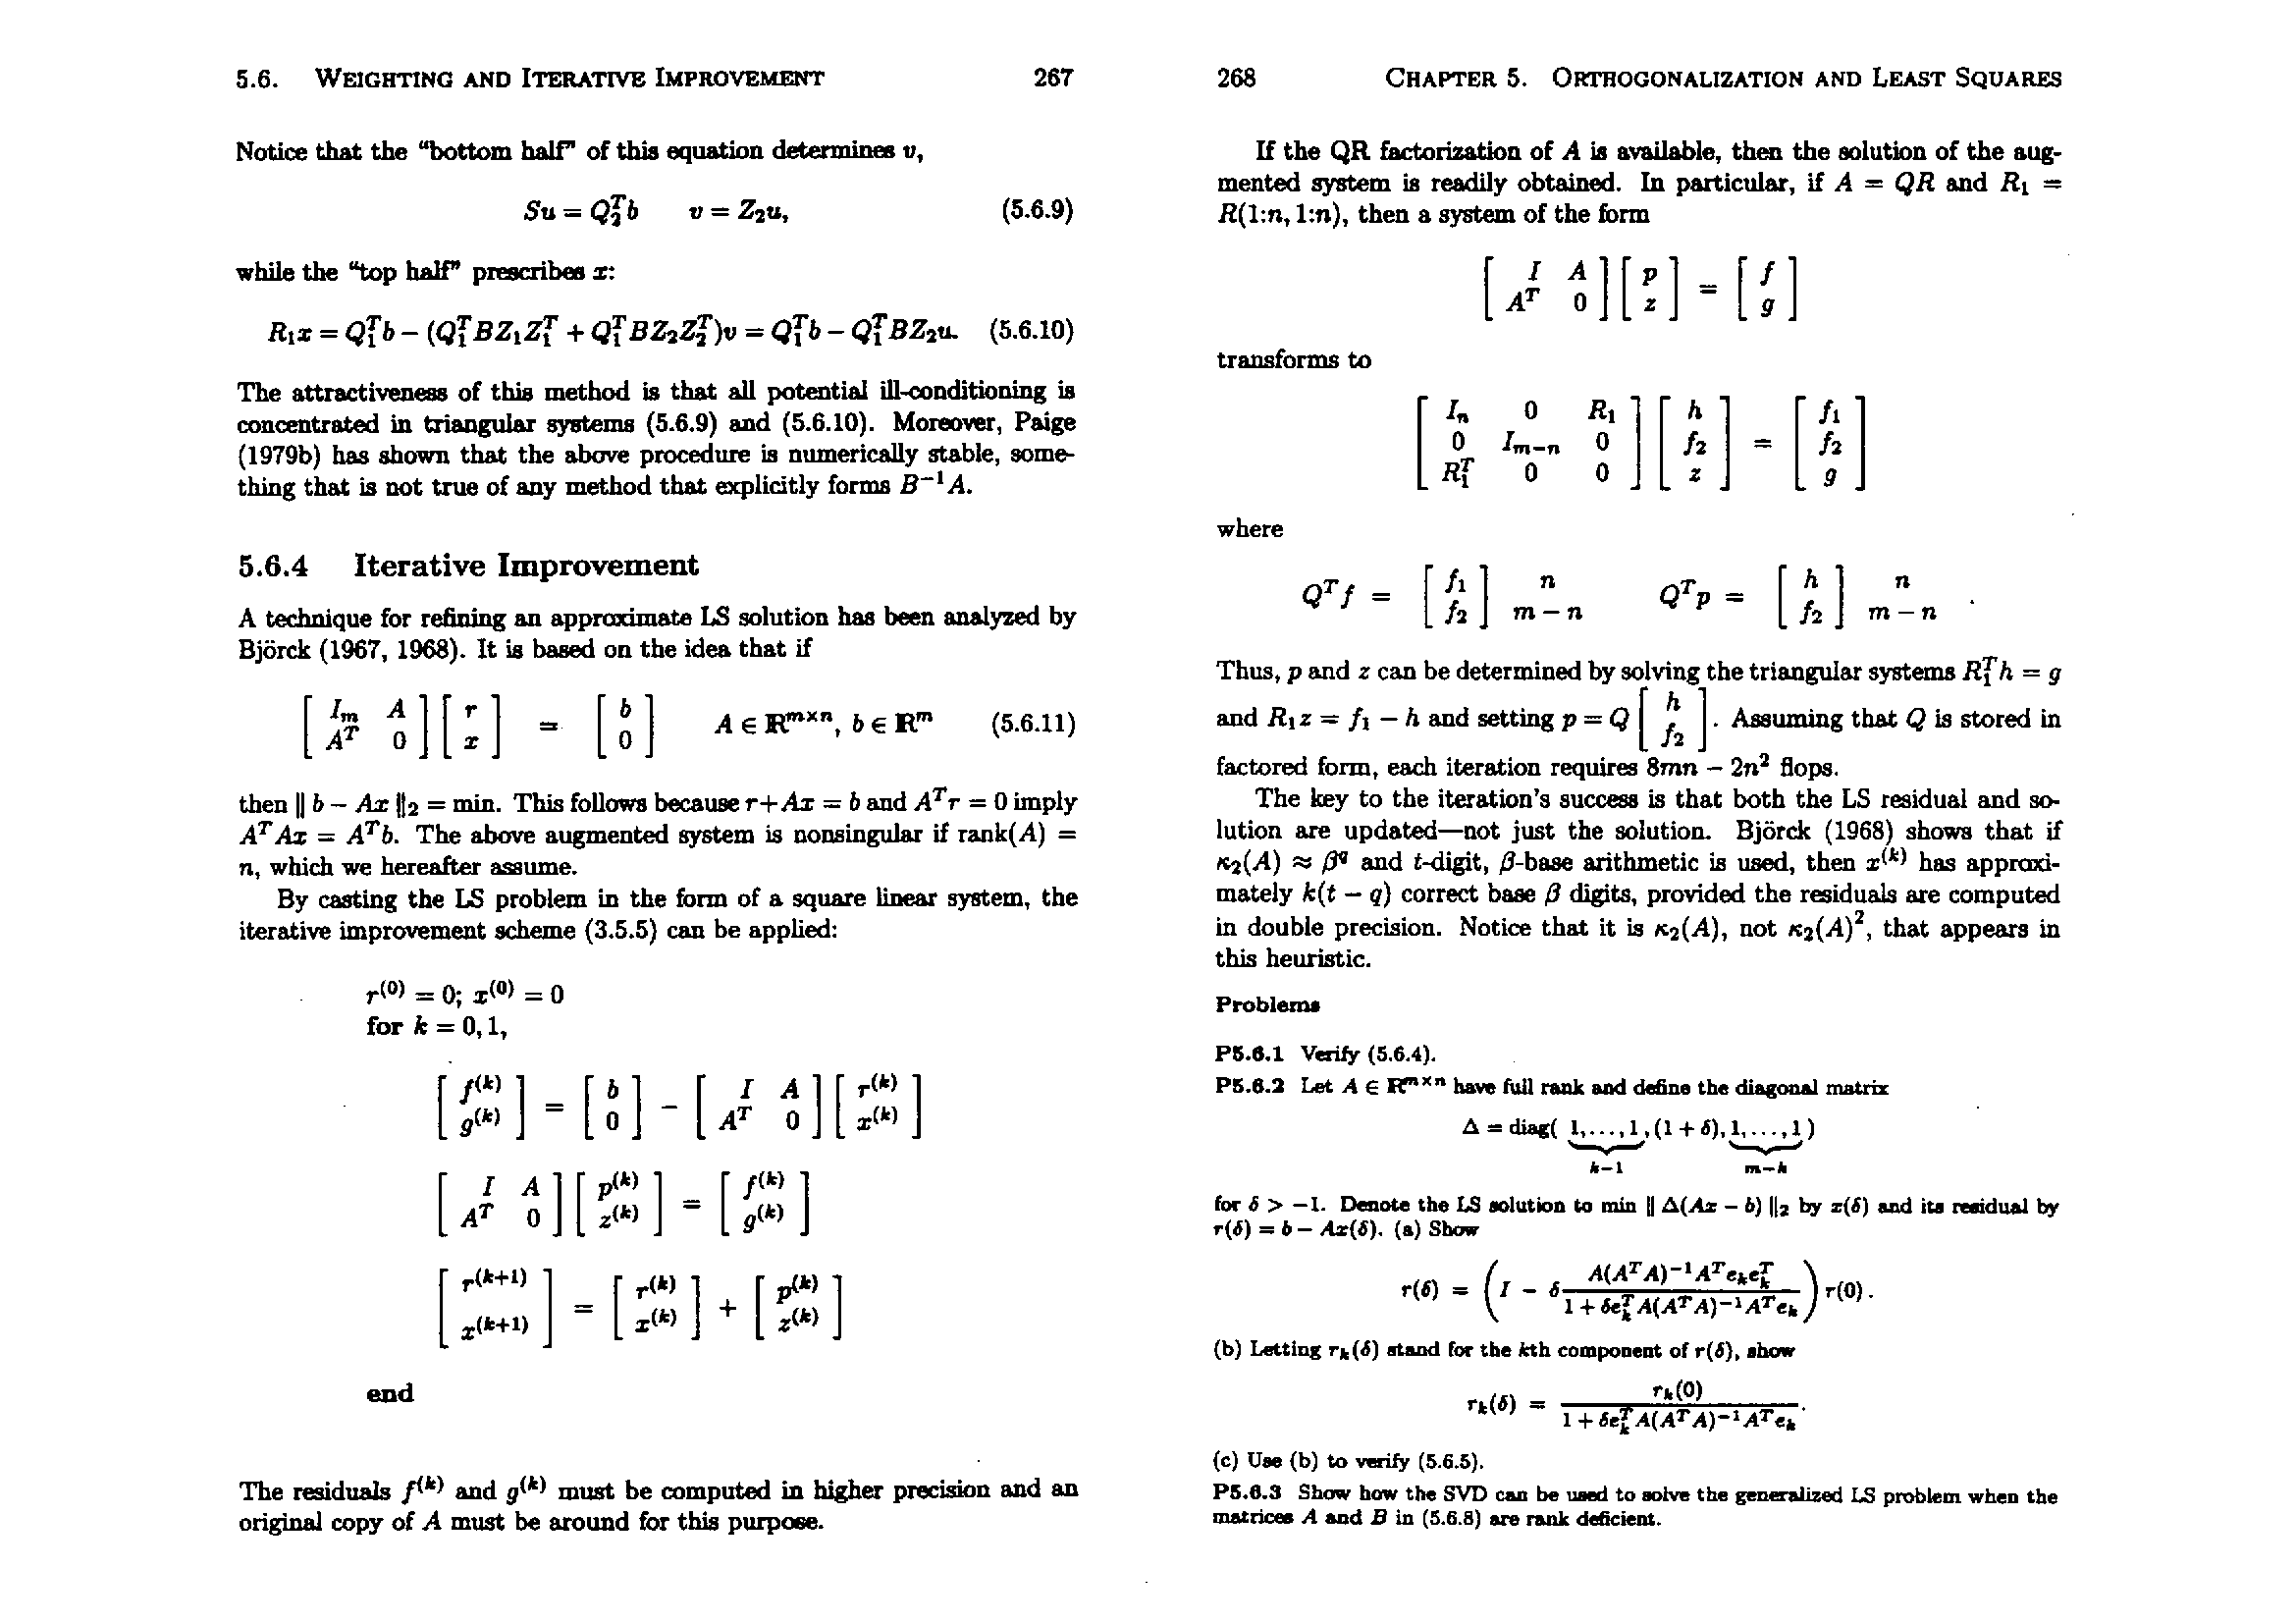 5.6. WEIGHTING AND ITERATIVE IMPROVEMENT 267
Notice that the "bottom half" of this equation determines v,
Su = Q₂ᵀb v = Z₂u, (5.6.9)
while the "top half" prescribes x:
R₁x = Q₁ᵀb − (Q₁ᵀBZ₁Z₁ᵀ + Q₁ᵀBZ₂Z₂ᵀ)v = Q₁ᵀb − Q₁ᵀBZ₂u. (5.6.10)
The attractiveness of this method is that all potential ill-conditioning is
concentrated in triangular systems (5.6.9) and (5.6.10). Moreover, Paige
(1979b) has shown that the above procedure is numerically stable, some-
thing that is not true of any method that explicitly forms B⁻¹A.
5.6.4 Iterative Improvement
A technique for refining an approximate LS solution has been analyzed by
Björck (1967, 1968). It is based on the idea that if
[ Iₘ A ; Aᵀ 0 ] [ r ; x ] = [ b ; 0 ] A ∈ ℝᵐˣⁿ, b ∈ ℝᵐ (5.6.11)
then ‖ b − Ax ‖₂ = min. This follows because r + Ax = b and Aᵀr = 0 imply
AᵀAx = Aᵀb. The above augmented system is nonsingular if rank(A) =
n, which we hereafter assume.
By casting the LS problem in the form of a square linear system, the
iterative improvement scheme (3.5.5) can be applied:
r⁽⁰⁾ = 0; x⁽⁰⁾ = 0
for k = 0, 1,
[ f⁽ᵏ⁾ ; g⁽ᵏ⁾ ] = [ b ; 0 ] − [ I A ; Aᵀ 0 ] [ r⁽ᵏ⁾ ; x⁽ᵏ⁾ ]
[ I A ; Aᵀ 0 ] [ p⁽ᵏ⁾ ; z⁽ᵏ⁾ ] = [ f⁽ᵏ⁾ ; g⁽ᵏ⁾ ]
[ r⁽ᵏ⁺¹⁾ ; x⁽ᵏ⁺¹⁾ ] = [ r⁽ᵏ⁾ ; x⁽ᵏ⁾ ] + [ p⁽ᵏ⁾ ; z⁽ᵏ⁾ ]
end
The residuals f⁽ᵏ⁾ and g⁽ᵏ⁾ must be computed in higher precision and an
original copy of A must be around for this purpose.
268 CHAPTER 5. ORTHOGONALIZATION AND LEAST SQUARES
If the QR factorization of A is available, then the solution of the aug-
mented system is readily obtained. In particular, if A = QR and R₁ =
R(1:n, 1:n), then a system of the form
[ I A ; Aᵀ 0 ] [ p ; z ] = [ f ; g ]
transforms to
[ Iₙ 0 R₁ ; 0 Iₘ₋ₙ 0 ; R₁ᵀ 0 0 ] [ h ; f₂ ; z ] = [ f₁ ; f₂ ; g ]
where
Qᵀf = [ f₁ ; f₂ ] n ; m − n Qᵀp = [ h ; f₂ ] n ; m − n .
Thus, p and z can be determined by solving the triangular systems R₁ᵀh = g
and R₁z = f₁ − h and setting p = Q [ h ; f₂ ]. Assuming that Q is stored in
factored form, each iteration requires 8mn − 2n² flops.
The key to the iteration's success is that both the LS residual and so-
lution are updated—not just the solution. Björck (1968) shows that if
κ₂(A) ≈ β^q and t-digit, β-base arithmetic is used, then x⁽ᵏ⁾ has approxi-
mately k(t − q) correct base β digits, provided the residuals are computed
in double precision. Notice that it is κ₂(A), not κ₂(A)², that appears in
this heuristic.
Problems
P5.6.1 Verify (5.6.4).
P5.6.2 Let A ∈ ℝᵐˣⁿ have full rank and define the diagonal matrix
Δ = diag( 1,...,1 , (1 + δ), 1,...,1 )
k−1 m−k
for δ > −1. Denote the LS solution to min ‖ Δ(Ax − b) ‖₂ by x(δ) and its residual by
r(δ) = b − Ax(δ). (a) Show
r(δ) = ( I − δ A(AᵀA)⁻¹Aᵀeₖeₖᵀ / (1 + δeₖᵀA(AᵀA)⁻¹Aᵀeₖ) ) r(0).
(b) Letting rₖ(δ) stand for the kth component of r(δ), show
rₖ(δ) = rₖ(0) / (1 + δeₖᵀA(AᵀA)⁻¹Aᵀeₖ).
(c) Use (b) to verify (5.6.5).
P5.6.3 Show how the SVD can be used to solve the generalized LS problem when the
matrices A and B in (5.6.8) are rank deficient.